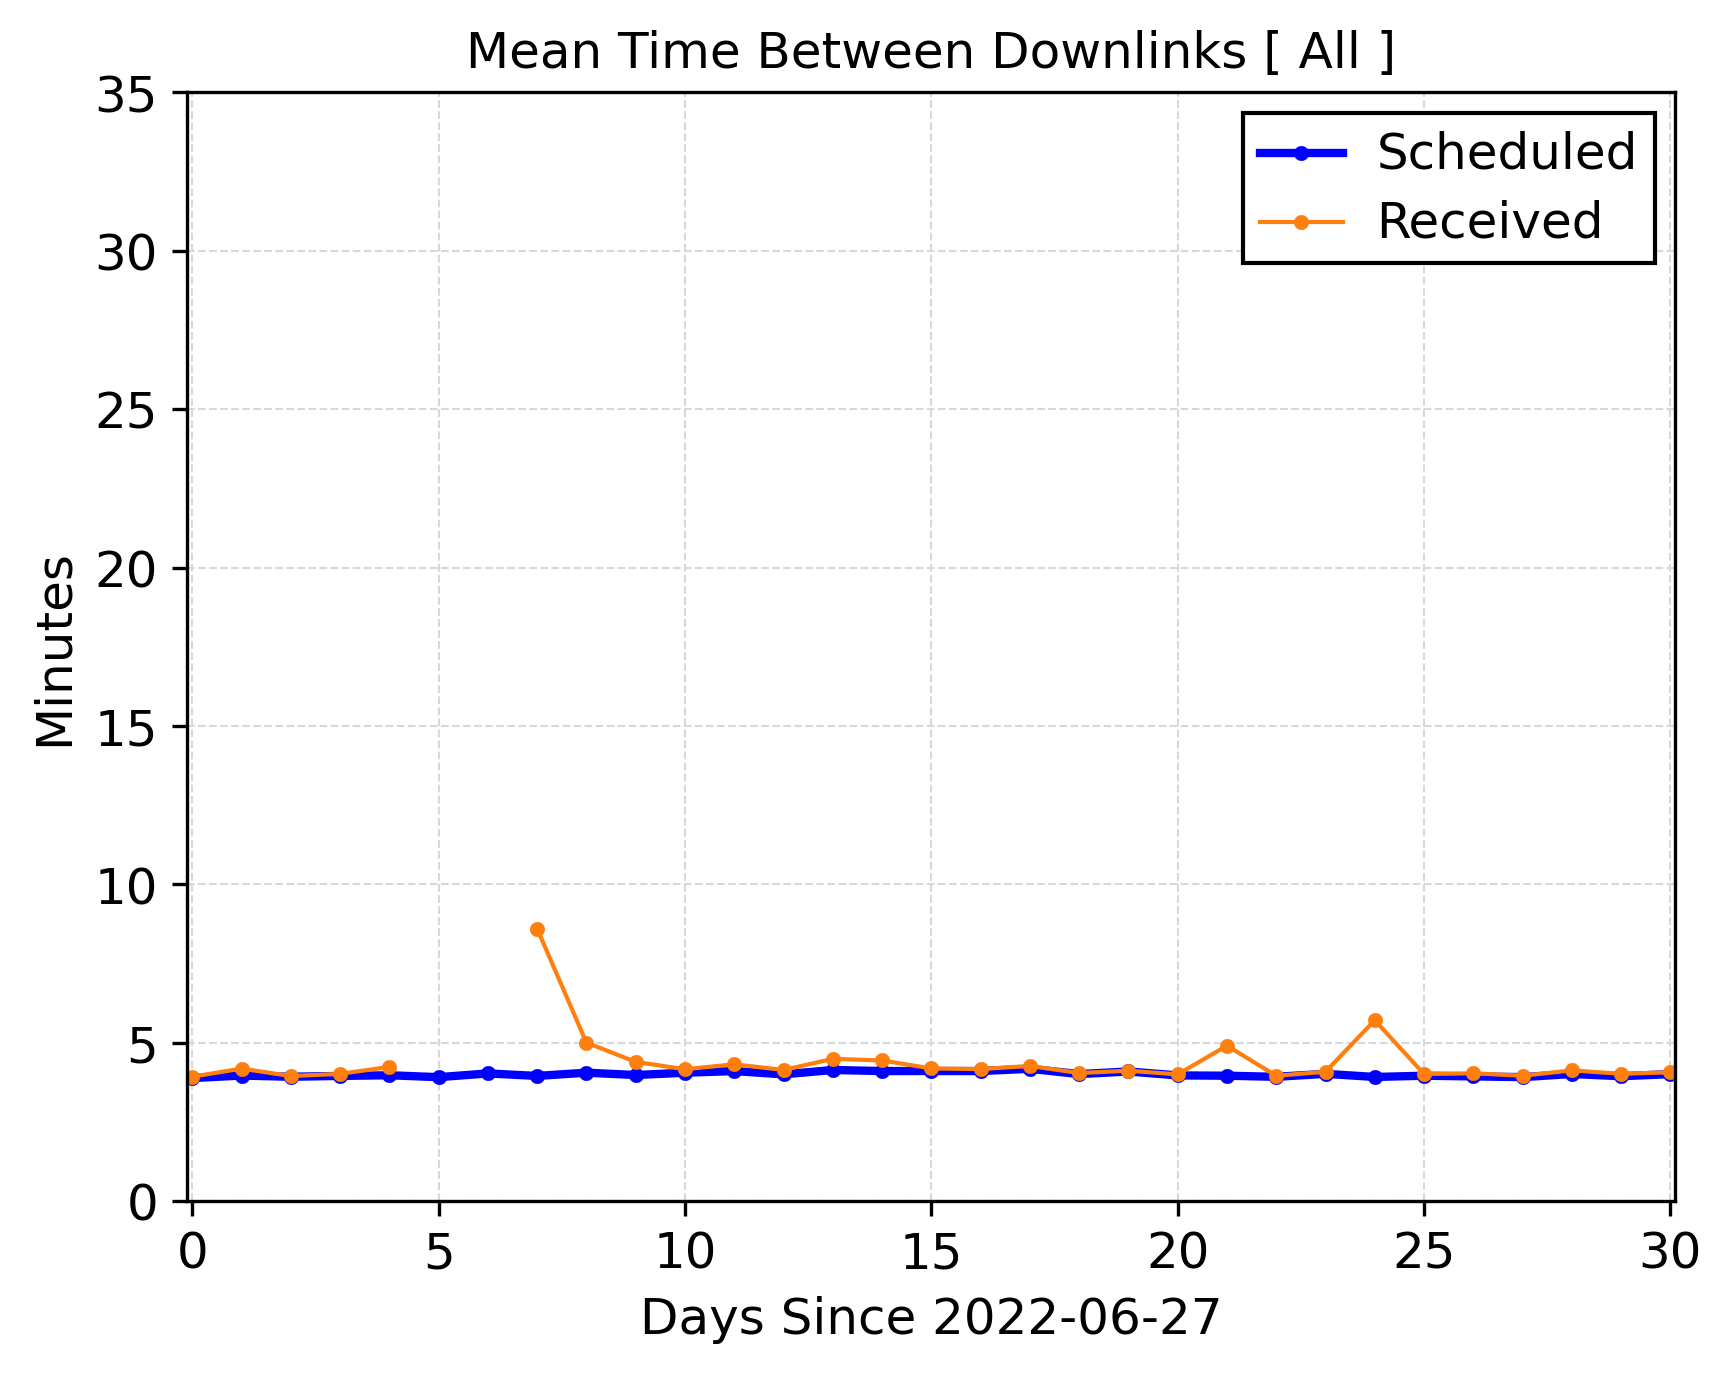 Mean Time Between Downlinks [ All ]
Scheduled
Received
35
30
25
20
15
10
5
0
Minutes
0 5 10 15 20 25 30
Days Since 2022-06-27